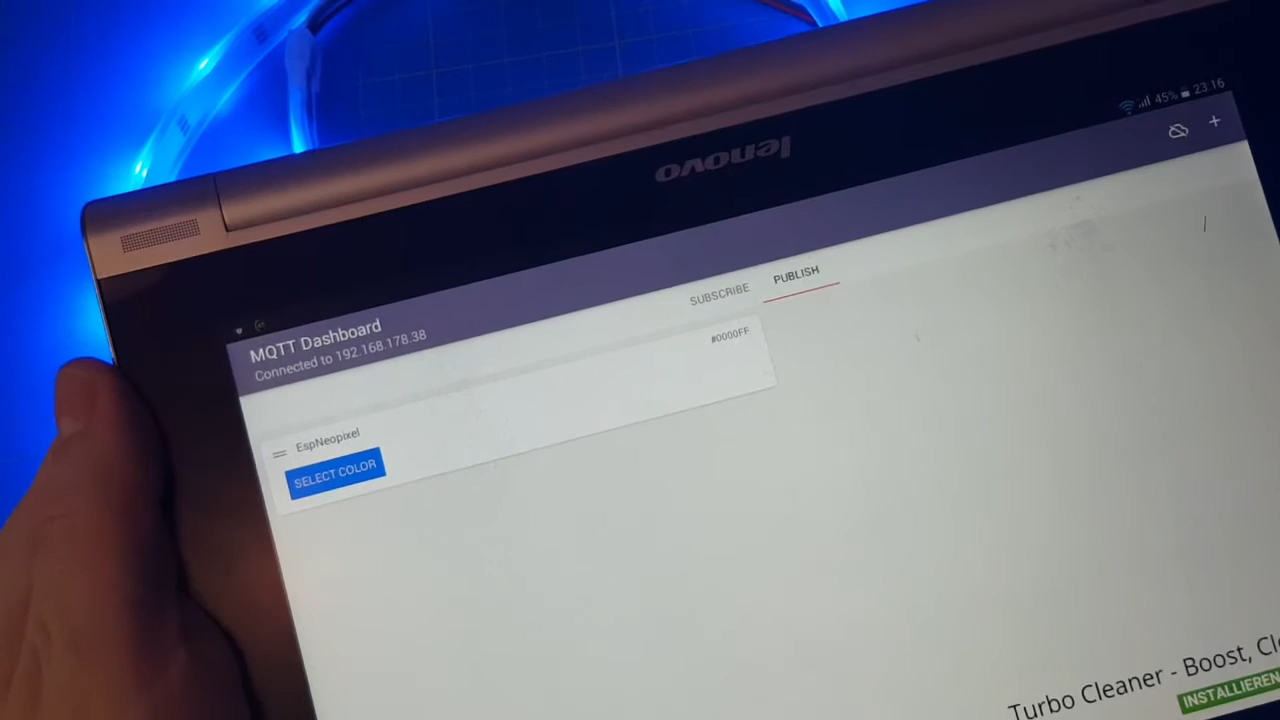 lenovo
45% 23:16
MQTT Dashboard
Connected to 192.168.178.38
SUBSCRIBE
PUBLISH
#0000FF
EspNeopixel
SELECT COLOR
Turbo Cleaner - Boost, Cle
INSTALLIEREN